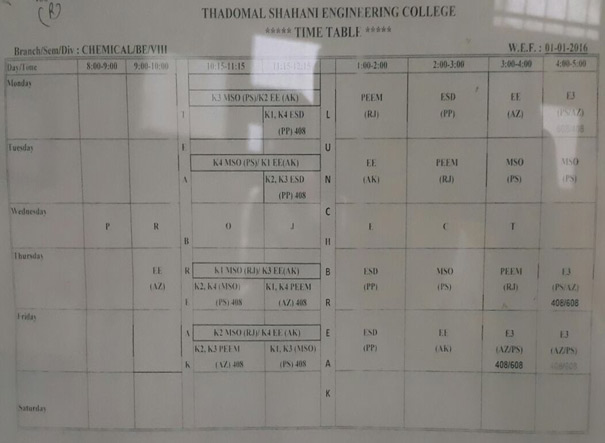 (R)
THADOMAL SHAHANI ENGINEERING COLLEGE
***** TIME TABLE *****
Branch/Sem/Div : CHEMICAL/BE/VIII W.E.F. : 01-01-2016
Day/Time 8:00-9:00 9:00-10:00 10:15-11:15 11:15-12:15 1:00-2:00 2:00-3:00 3:00-4:00 4:00-5:00
Monday
K3 MSO (PS)/K2 EE (AK) PEEM ESD EE E3
T K1, K4 ESD L (RJ) (PP) (AZ) (PS/AZ)
(PP) 408
Tuesday E U
K4 MSO (PS)/ K1 EE(AK) EE PEEM MSO MSO
A K2, K3 ESD N (AK) (RJ) (PS) (PS)
(PP) 408
Wednesday C
P R O J E C T
B H
Thursday
EE R K1 MSO (RJ)/ K3 EE(AK) B ESD MSO PEEM E3
(AZ) K2, K4 (MSO) K1, K4 PEEM (PP) (PS) (RJ) (PS/AZ)
E (PS) 408 (AZ) 408 R 408/608
Friday
A K2 MSO (RJ)/ K4 EE (AK) E ESD EE E3 E3
K2, K3 PEEM K1, K3 (MSO) (PP) (AK) (AZ/PS) (AZ/PS)
K (AZ) 408 (PS) 408 A 408/608
K
Saturday